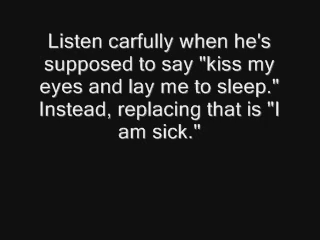 Listen carfully when he's
supposed to say "kiss my
eyes and lay me to sleep."
Instead, replacing that is "I
am sick."